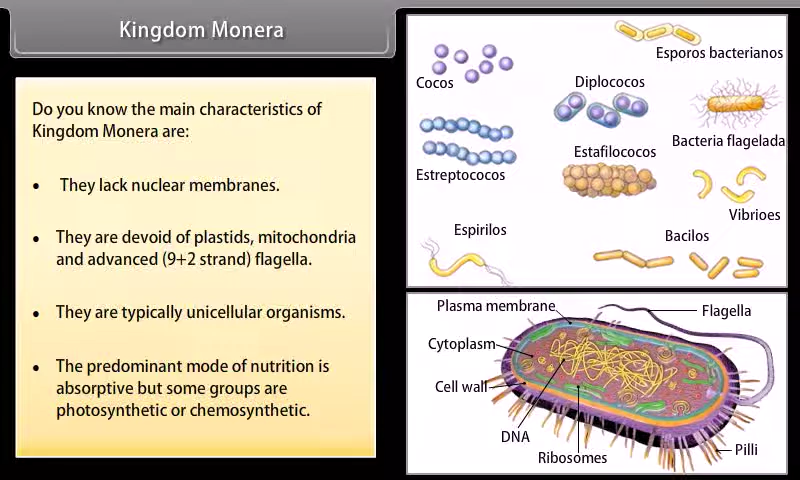 Kingdom Monera
Do you know the main characteristics of
Kingdom Monera are:
• They lack nuclear membranes.
• They are devoid of plastids, mitochondria
and advanced (9+2 strand) flagella.
• They are typically unicellular organisms.
• The predominant mode of nutrition is
absorptive but some groups are
photosynthetic or chemosynthetic.
Esporos bacterianos
Cocos
Diplococos
Bacteria flagelada
Estafilococos
Estreptococos
Vibrioes
Espirilos
Bacilos
Plasma membrane
Flagella
Cytoplasm
Cell wall
DNA
Ribosomes
Pilli